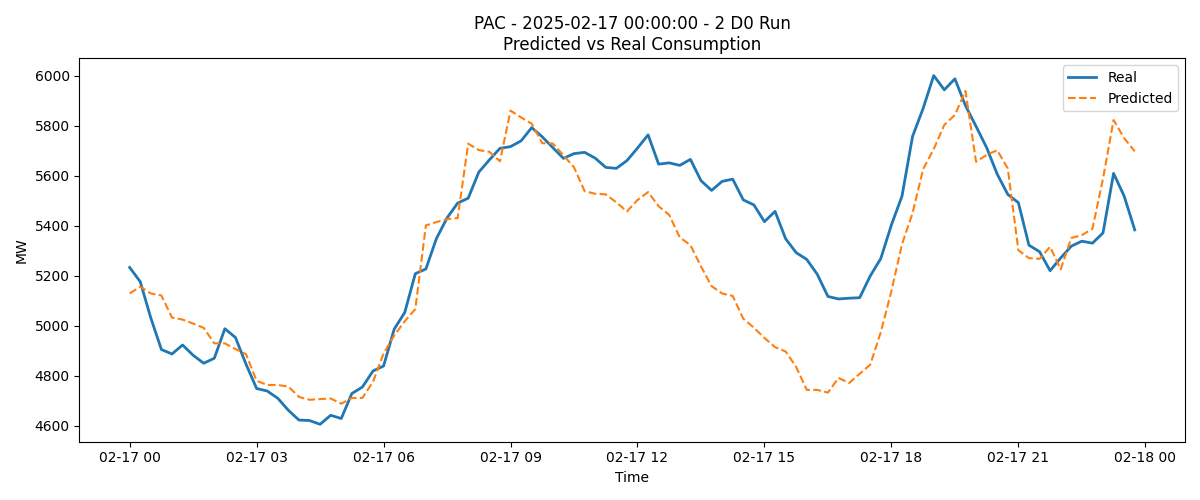 PAC - 2025-02-17 00:00:00 - 2 D0 Run
Predicted vs Real Consumption
Real
Predicted
6000
5800
5600
5400
5200
5000
4800
4600
MW
02-17 00
02-17 03
02-17 06
02-17 09
02-17 12
02-17 15
02-17 18
02-17 21
02-18 00
Time